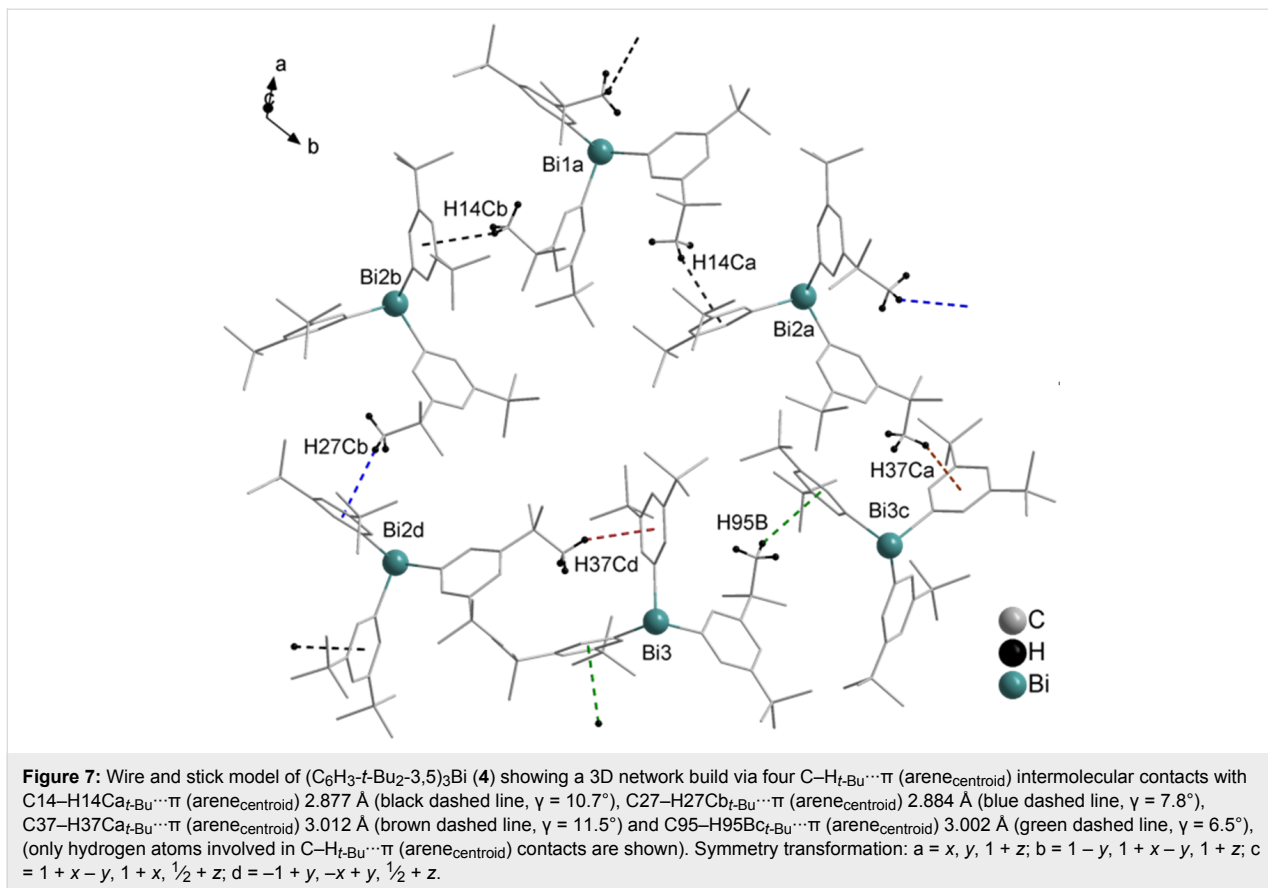 a
c
b
Bi1a
H14Cb
H14Ca
Bi2b
Bi2a
H27Cb
H37Ca
Bi3c
H95B
Bi2d
H37Cd
Bi3
C
H
Bi
Figure 7: Wire and stick model of (C₆H₃-t-Bu₂-3,5)₃Bi (4) showing a 3D network build via four C–Ht-Bu···π (arenecentroid) intermolecular contacts with
C14–H14Cat-Bu···π (arenecentroid) 2.877 Å (black dashed line, γ = 10.7°), C27–H27Cbt-Bu···π (arenecentroid) 2.884 Å (blue dashed line, γ = 7.8°),
C37–H37Cat-Bu···π (arenecentroid) 3.012 Å (brown dashed line, γ = 11.5°) and C95–H95Bct-Bu···π (arenecentroid) 3.002 Å (green dashed line, γ = 6.5°),
(only hydrogen atoms involved in C–Ht-Bu···π (arenecentroid) contacts are shown). Symmetry transformation: a = x, y, 1 + z; b = 1 − y, 1 + x − y, 1 + z; c
= 1 + x − y, 1 + x, ½ + z; d = −1 + y, −x + y, ½ + z.